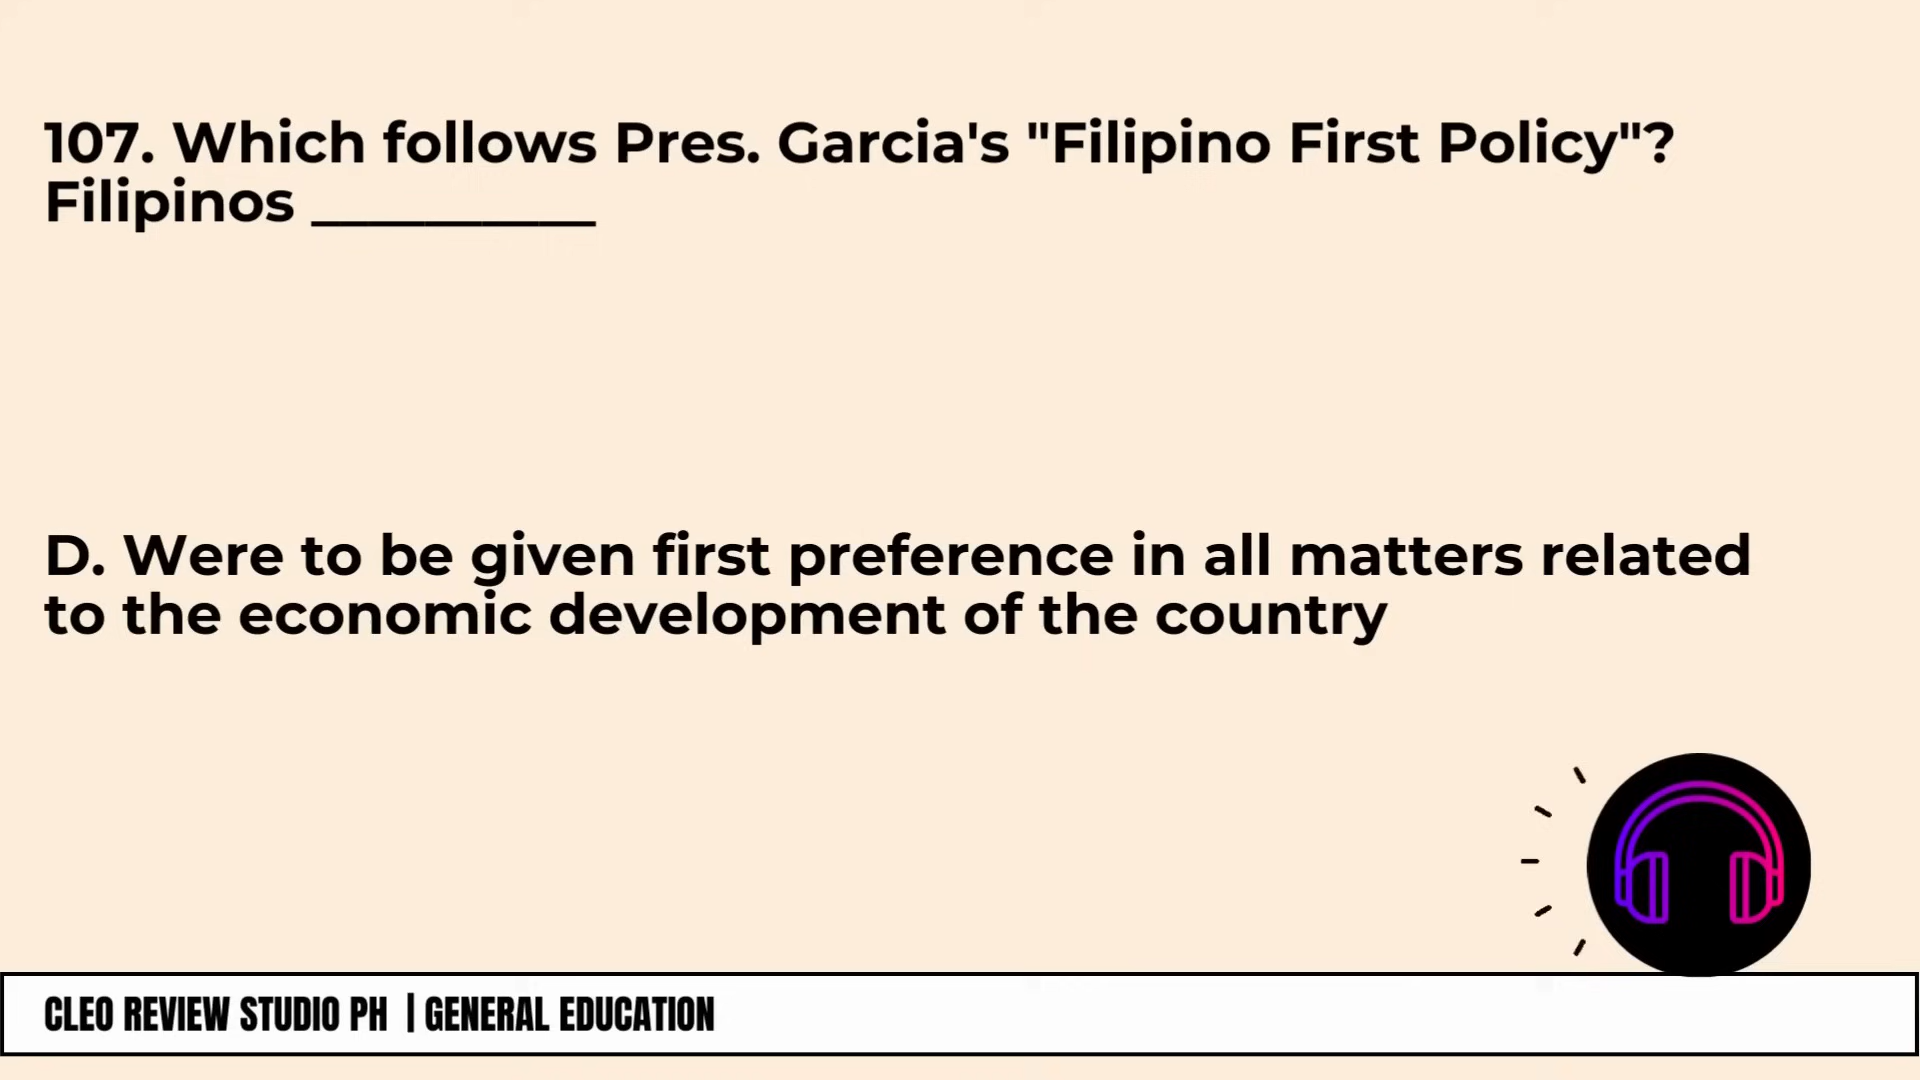 107. Which follows Pres. Garcia's "Filipino First Policy"?
Filipinos __________
D. Were to be given first preference in all matters related
to the economic development of the country
CLEO REVIEW STUDIO PH | GENERAL EDUCATION